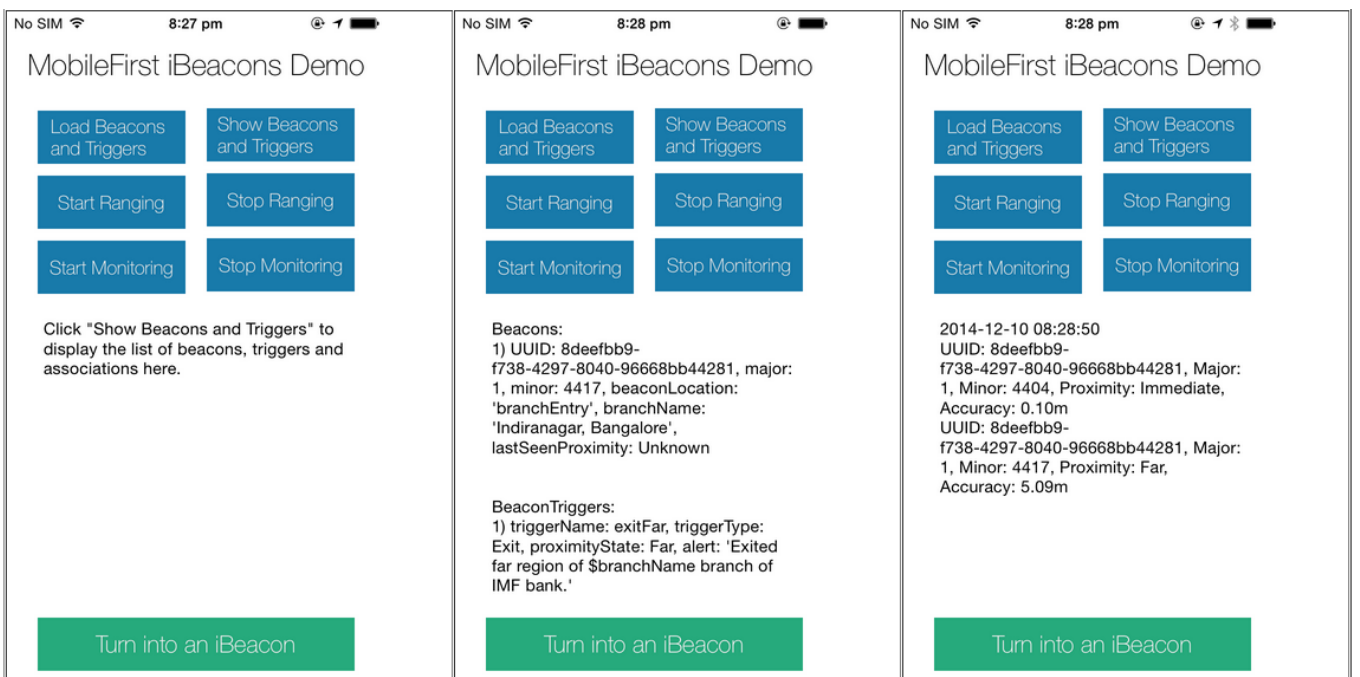 No SIM 8:27 pm
MobileFirst iBeacons Demo
Load Beacons
and Triggers
Show Beacons
and Triggers
Start Ranging
Stop Ranging
Start Monitoring
Stop Monitoring
Click "Show Beacons and Triggers" to
display the list of beacons, triggers and
associations here.
Turn into an iBeacon
No SIM 8:28 pm
MobileFirst iBeacons Demo
Load Beacons
and Triggers
Show Beacons
and Triggers
Start Ranging
Stop Ranging
Start Monitoring
Stop Monitoring
Beacons:
1) UUID: 8deefbb9-
f738-4297-8040-96668bb44281, major:
1, minor: 4417, beaconLocation:
'branchEntry', branchName:
'Indiranagar, Bangalore',
lastSeenProximity: Unknown
BeaconTriggers:
1) triggerName: exitFar, triggerType:
Exit, proximityState: Far, alert: 'Exited
far region of $branchName branch of
IMF bank.'
Turn into an iBeacon
No SIM 8:28 pm
MobileFirst iBeacons Demo
Load Beacons
and Triggers
Show Beacons
and Triggers
Start Ranging
Stop Ranging
Start Monitoring
Stop Monitoring
2014-12-10 08:28:50
UUID: 8deefbb9-
f738-4297-8040-96668bb44281, Major:
1, Minor: 4404, Proximity: Immediate,
Accuracy: 0.10m
UUID: 8deefbb9-
f738-4297-8040-96668bb44281, Major:
1, Minor: 4417, Proximity: Far,
Accuracy: 5.09m
Turn into an iBeacon